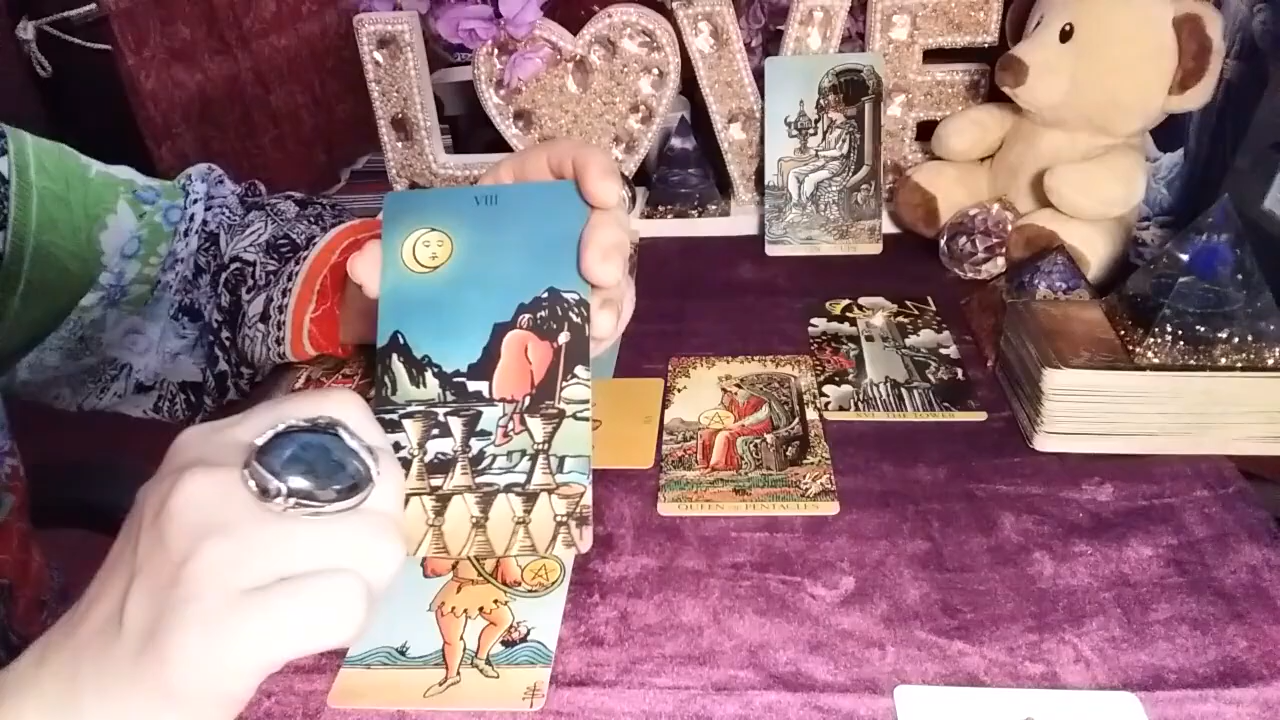 LOVE
VIII
XVI. THE TOWER.
QUEEN OF PENTACLES